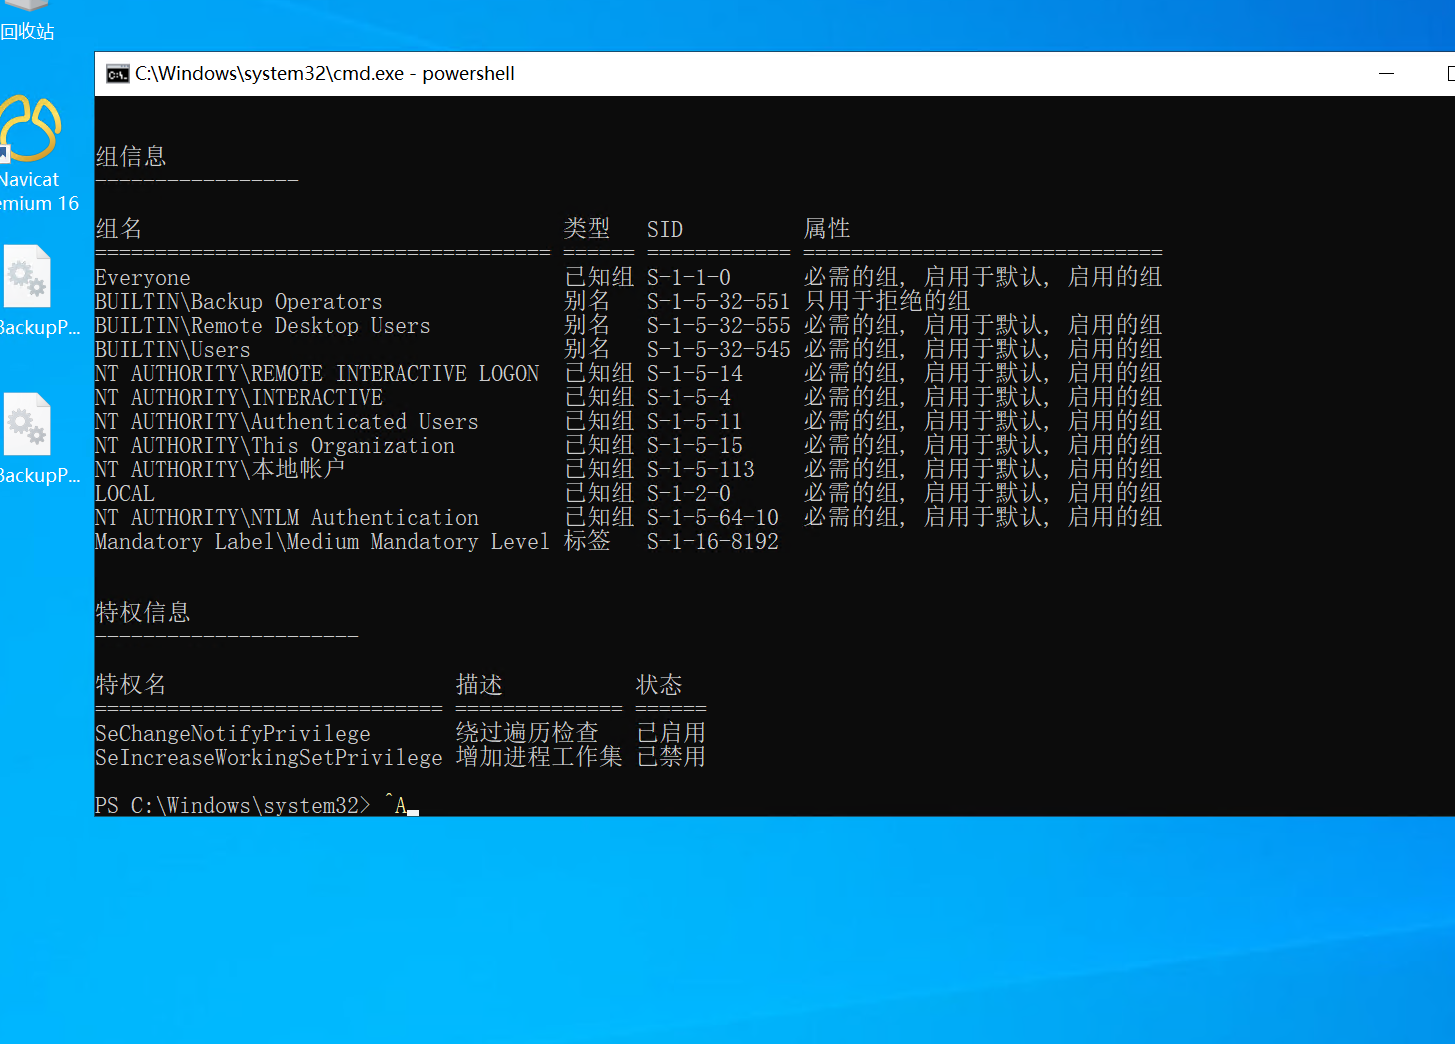 回收站
C:\Windows\system32\cmd.exe - powershell
Navicat
emium 16
BackupP...
BackupP...
组信息
-----------------
组名 类型 SID 属性
====================================== ====== ============ ==============================
Everyone 已知组 S-1-1-0 必需的组, 启用于默认, 启用的组
BUILTIN\Backup Operators 别名 S-1-5-32-551 只用于拒绝的组
BUILTIN\Remote Desktop Users 别名 S-1-5-32-555 必需的组, 启用于默认, 启用的组
BUILTIN\Users 别名 S-1-5-32-545 必需的组, 启用于默认, 启用的组
NT AUTHORITY\REMOTE INTERACTIVE LOGON 已知组 S-1-5-14 必需的组, 启用于默认, 启用的组
NT AUTHORITY\INTERACTIVE 已知组 S-1-5-4 必需的组, 启用于默认, 启用的组
NT AUTHORITY\Authenticated Users 已知组 S-1-5-11 必需的组, 启用于默认, 启用的组
NT AUTHORITY\This Organization 已知组 S-1-5-15 必需的组, 启用于默认, 启用的组
NT AUTHORITY\本地帐户 已知组 S-1-5-113 必需的组, 启用于默认, 启用的组
LOCAL 已知组 S-1-2-0 必需的组, 启用于默认, 启用的组
NT AUTHORITY\NTLM Authentication 已知组 S-1-5-64-10 必需的组, 启用于默认, 启用的组
Mandatory Label\Medium Mandatory Level 标签 S-1-16-8192
特权信息
----------------------
特权名 描述 状态
============================= ============== ======
SeChangeNotifyPrivilege 绕过遍历检查 已启用
SeIncreaseWorkingSetPrivilege 增加进程工作集 已禁用
PS C:\Windows\system32> ^A